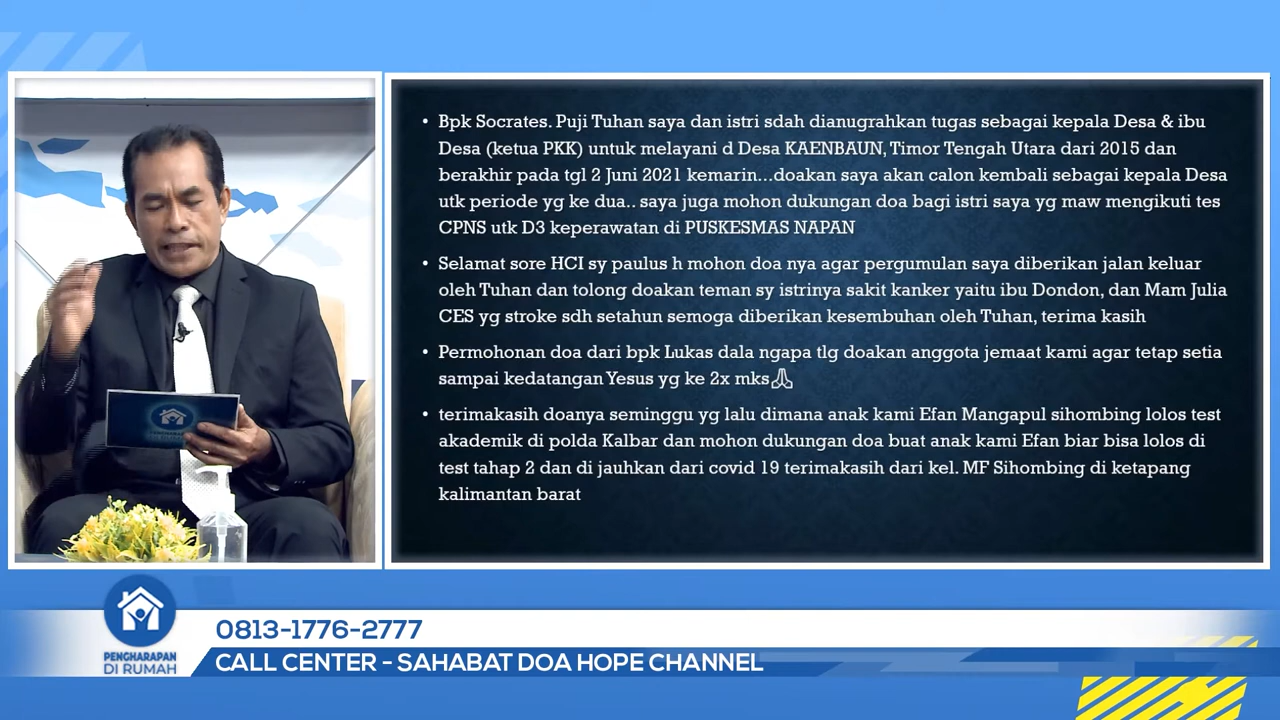 • Bpk Socrates. Puji Tuhan saya dan istri sdah dianugrahkan tugas sebagai kepala Desa & ibu
Desa (ketua PKK) untuk melayani d Desa KAENBAUN, Timor Tengah Utara dari 2015 dan
berakhir pada tgl 2 Juni 2021 kemarin...doakan saya akan calon kembali sebagai kepala Desa
utk periode yg ke dua.. saya juga mohon dukungan doa bagi istri saya yg maw mengikuti tes
CPNS utk D3 keperawatan di PUSKESMAS NAPAN
• Selamat sore HCI sy paulus h mohon doa nya agar pergumulan saya diberikan jalan keluar
oleh Tuhan dan tolong doakan teman sy istrinya sakit kanker yaitu ibu Dondon, dan Mam Julia
CES yg stroke sdh setahun semoga diberikan kesembuhan oleh Tuhan, terima kasih
• Permohonan doa dari bpk Lukas dala ngapa tlg doakan anggota jemaat kami agar tetap setia
sampai kedatangan Yesus yg ke 2x mks🙏
• terimakasih doanya seminggu yg lalu dimana anak kami Efan Mangapul sihombing lolos test
akademik di polda Kalbar dan mohon dukungan doa buat anak kami Efan biar bisa lolos di
test tahap 2 dan di jauhkan dari covid 19 terimakasih dari kel. MF Sihombing di ketapang
kalimantan barat
PENGHARAPAN
DI RUMAH
0813-1776-2777
CALL CENTER - SAHABAT DOA HOPE CHANNEL